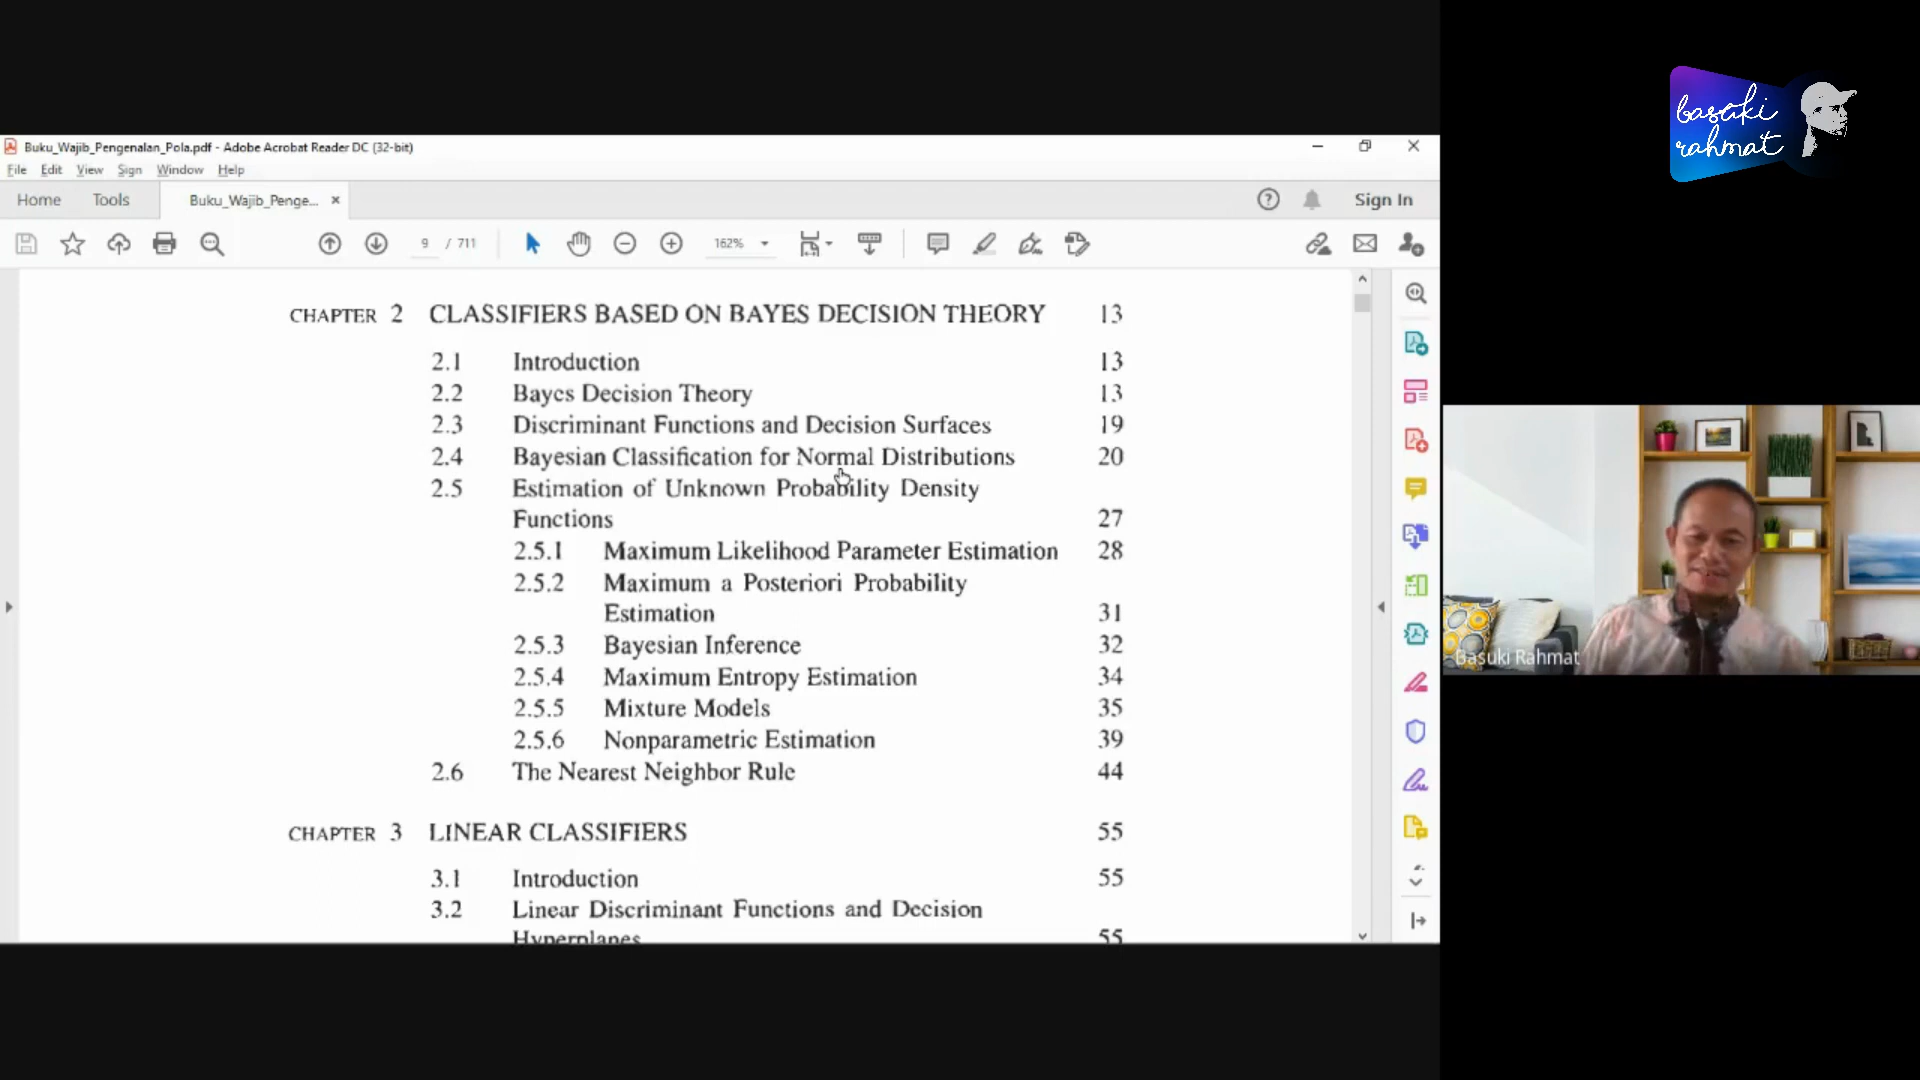 basuki
rahmat
Buku_Wajib_Pengenalan_Pola.pdf - Adobe Acrobat Reader DC (32-bit)
File Edit View Sign Window Help
Home Tools Buku_Wajib_Penge... × Sign In
9 / 711 162%
CHAPTER 2 CLASSIFIERS BASED ON BAYES DECISION THEORY 13
2.1 Introduction 13
2.2 Bayes Decision Theory 13
2.3 Discriminant Functions and Decision Surfaces 19
2.4 Bayesian Classification for Normal Distributions 20
2.5 Estimation of Unknown Probability Density
Functions 27
2.5.1 Maximum Likelihood Parameter Estimation 28
2.5.2 Maximum a Posteriori Probability
Estimation 31
2.5.3 Bayesian Inference 32
2.5.4 Maximum Entropy Estimation 34
2.5.5 Mixture Models 35
2.5.6 Nonparametric Estimation 39
2.6 The Nearest Neighbor Rule 44
CHAPTER 3 LINEAR CLASSIFIERS 55
3.1 Introduction 55
3.2 Linear Discriminant Functions and Decision
Hyperplanes 55
Basuki Rahmat